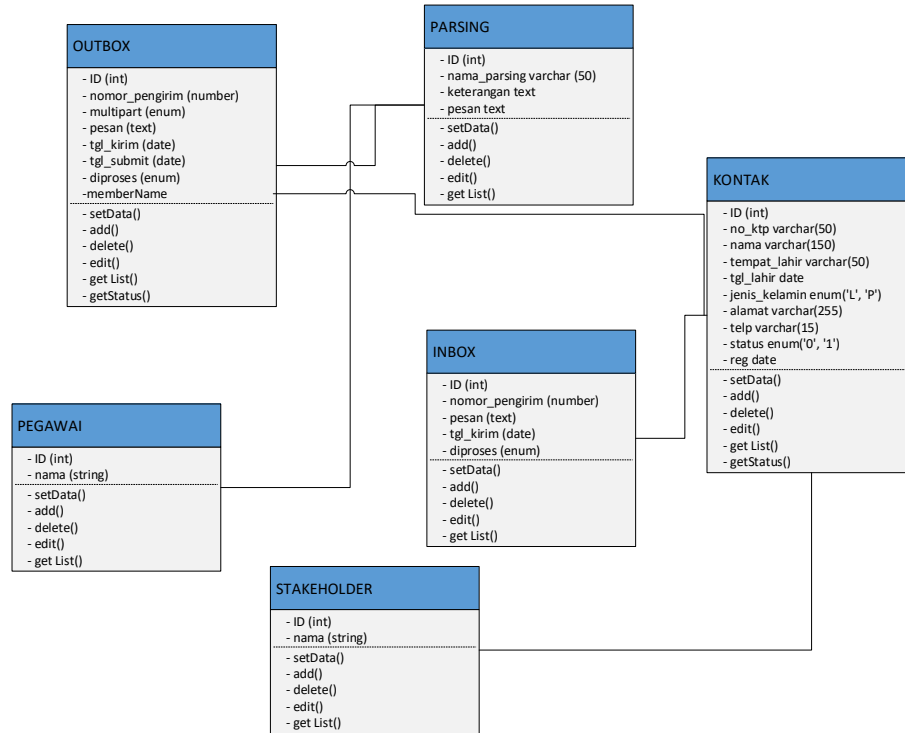 OUTBOX
- ID (int)
- nomor_pengirim (number)
- multipart (enum)
- pesan (text)
- tgl_kirim (date)
- tgl_submit (date)
- diproses (enum)
-memberName
- setData()
- add()
- delete()
- edit()
- get List()
- getStatus()
PARSING
- ID (int)
- nama_parsing varchar (50)
- keterangan text
- pesan text
- setData()
- add()
- delete()
- edit()
- get List()
KONTAK
- ID (int)
- no_ktp varchar(50)
- nama varchar(150)
- tempat_lahir varchar(50)
- tgl_lahir date
- jenis_kelamin enum('L', 'P')
- alamat varchar(255)
- telp varchar(15)
- status enum('0', '1')
- reg date
- setData()
- add()
- delete()
- edit()
- get List()
- getStatus()
INBOX
- ID (int)
- nomor_pengirim (number)
- pesan (text)
- tgl_kirim (date)
- diproses (enum)
- setData()
- add()
- delete()
- edit()
- get List()
PEGAWAI
- ID (int)
- nama (string)
- setData()
- add()
- delete()
- edit()
- get List()
STAKEHOLDER
- ID (int)
- nama (string)
- setData()
- add()
- delete()
- edit()
- get List()